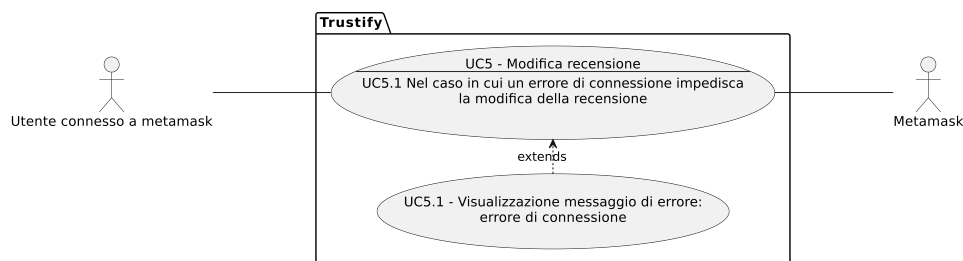 Trustify
UC5 - Modifica recensione
UC5.1 Nel caso in cui un errore di connessione impedisca
la modifica della recensione
Utente connesso a metamask
Metamask
extends
UC5.1 - Visualizzazione messaggio di errore:
errore di connessione